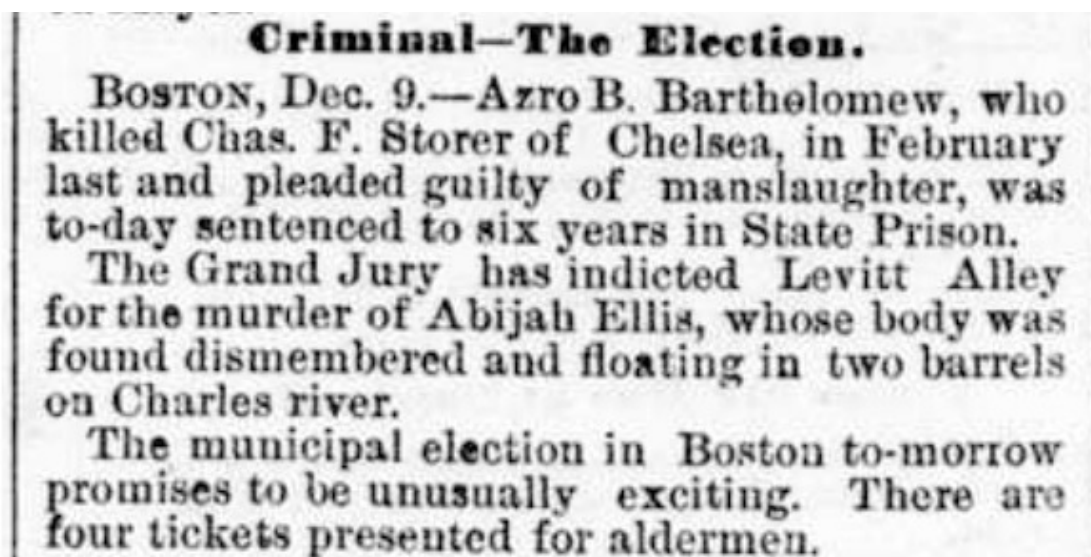 Criminal—The Election.
BOSTON, Dec. 9.—Azro B. Bartholomew, who
killed Chas. F. Storer of Chelsea, in February
last and pleaded guilty of manslaughter, was
to-day sentenced to six years in State Prison.
The Grand Jury has indicted Levitt Alley
for the murder of Abijah Ellis, whose body was
found dismembered and floating in two barrels
on Charles river.
The municipal election in Boston to-morrow
promises to be unusually exciting. There are
four tickets presented for aldermen.